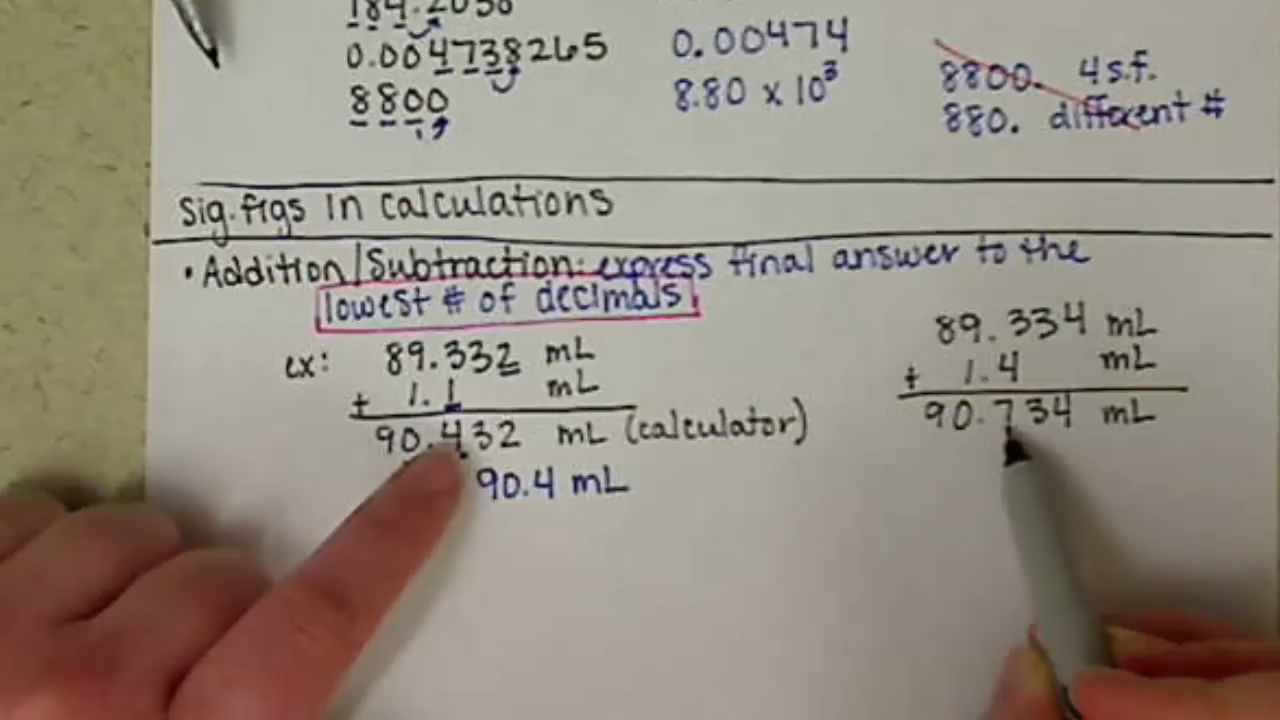 184.2038
0.004738265 0.00474
8800 8.80 x 10³
8800. 4 s.f.
880. different #
Sig.figs In Calculations
• Addition/Subtraction: express final answer to the
lowest # of decimals.
ex: 89.332 mL
+ 1.1 mL
90.432 mL (calculator)
90.4 mL
89.334 mL
+ 1.4 mL
90.734 mL